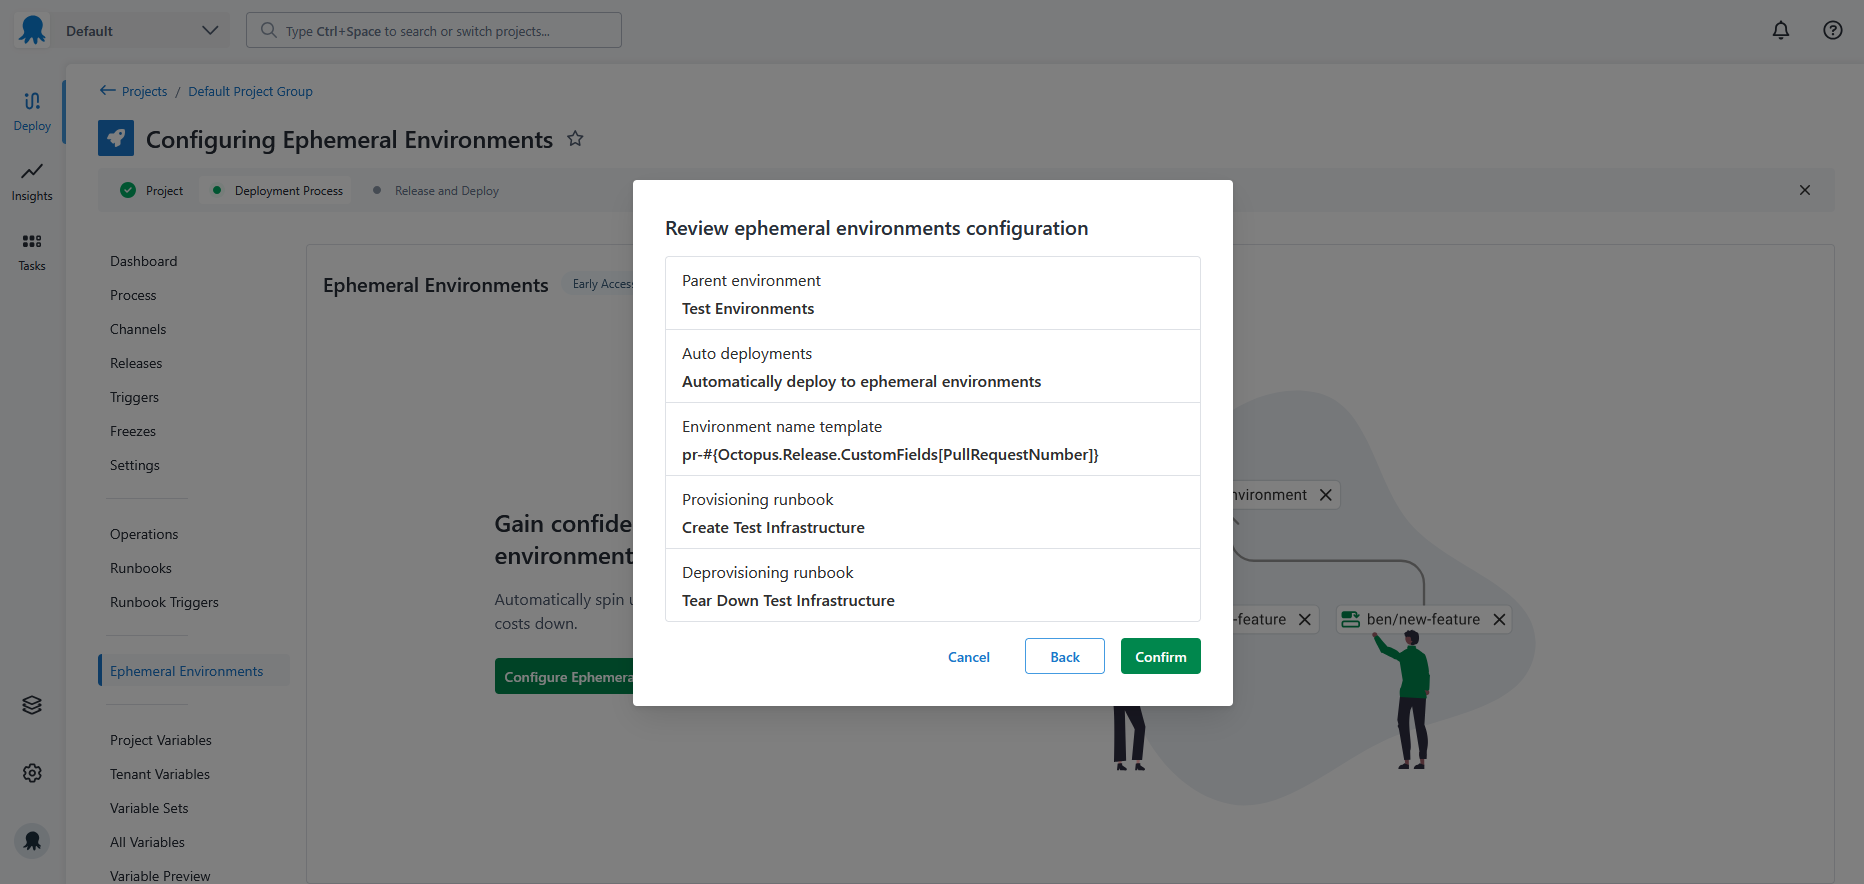 Default
Type Ctrl+Space to search or switch projects...
Deploy
Insights
Tasks
Projects / Default Project Group
Configuring Ephemeral Environments
Project
Deployment Process
Release and Deploy
Dashboard
Process
Channels
Releases
Triggers
Freezes
Settings
Operations
Runbooks
Runbook Triggers
Ephemeral Environments
Project Variables
Tenant Variables
Variable Sets
All Variables
Variable Preview
Ephemeral Environments
Early Access
Gain confide
environment
Automatically spin
costs down.
Configure Ephemera
nvironment
-feature
ben/new-feature
Review ephemeral environments configuration
Parent environment
Test Environments
Auto deployments
Automatically deploy to ephemeral environments
Environment name template
pr-#{Octopus.Release.CustomFields[PullRequestNumber]}
Provisioning runbook
Create Test Infrastructure
Deprovisioning runbook
Tear Down Test Infrastructure
Cancel
Back
Confirm